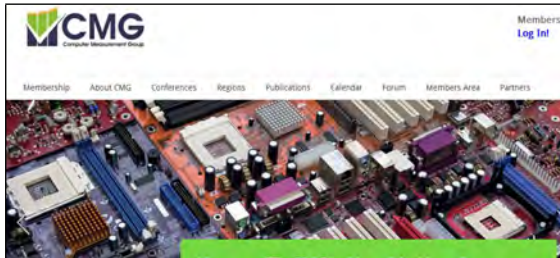 CMG
Computer Measurement Group
Members
Log In!
Membership About CMG Conferences Regions Publications Calendar Forum Members Area Partners